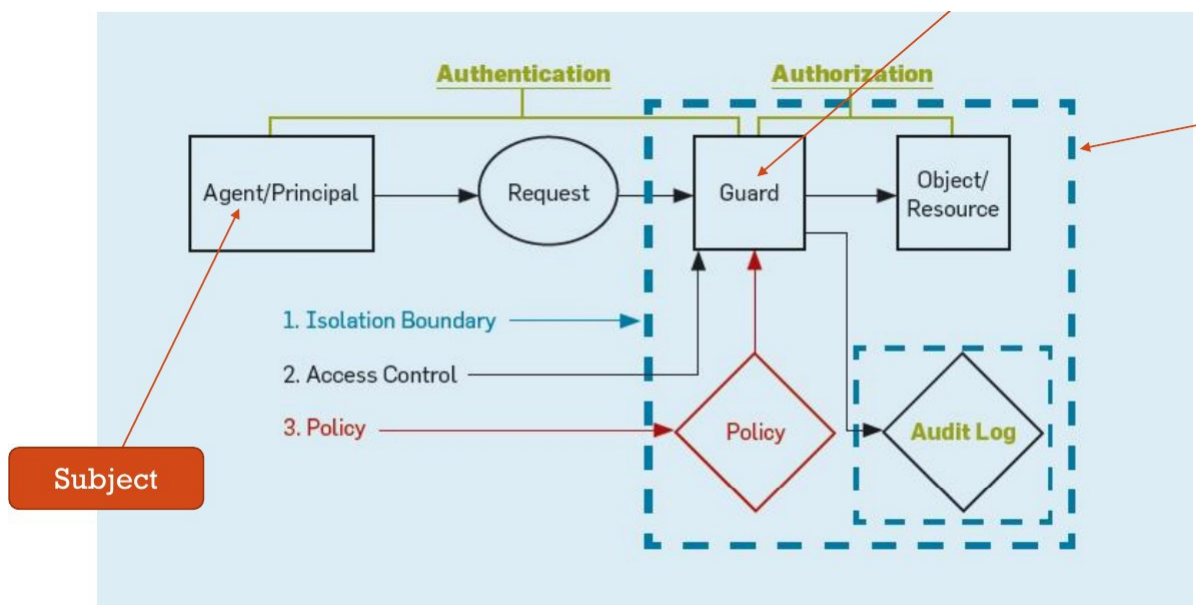 Authentication
Authorization
Agent/Principal
Request
Guard
Object/
Resource
1. Isolation Boundary
2. Access Control
3. Policy
Policy
Audit Log
Subject